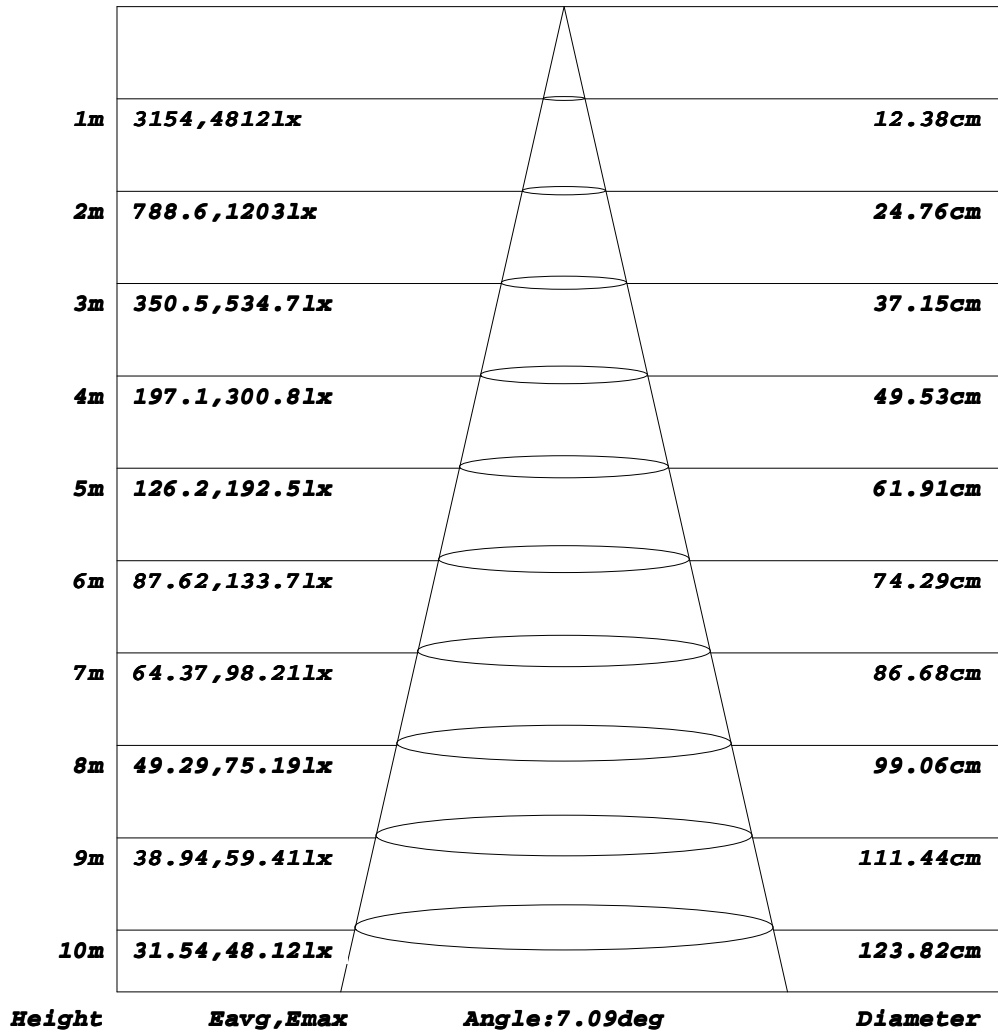 1m 3154,4812lx 12.38cm
2m 788.6,1203lx 24.76cm
3m 350.5,534.7lx 37.15cm
4m 197.1,300.8lx 49.53cm
5m 126.2,192.5lx 61.91cm
6m 87.62,133.7lx 74.29cm
7m 64.37,98.21lx 86.68cm
8m 49.29,75.19lx 99.06cm
9m 38.94,59.41lx 111.44cm
10m 31.54,48.12lx 123.82cm
Height Eavg,Emax Angle:7.09deg Diameter